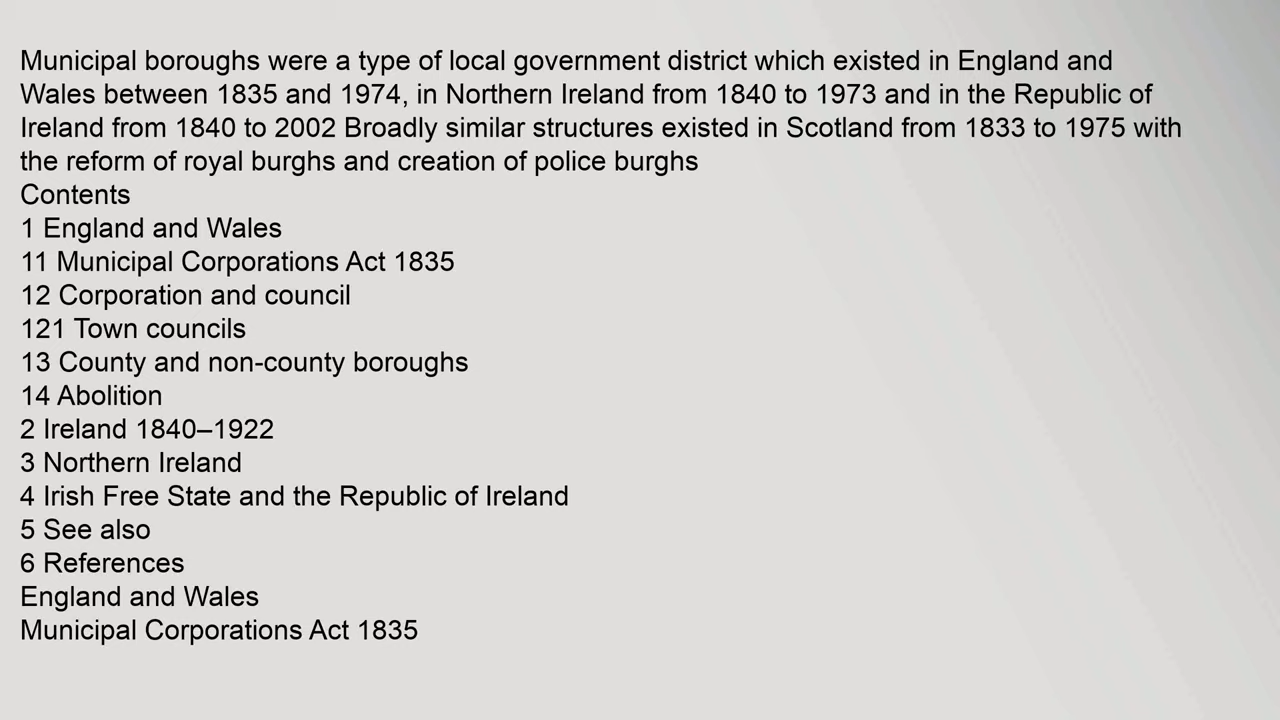 Municipal boroughs were a type of local government district which existed in England and
Wales between 1835 and 1974, in Northern Ireland from 1840 to 1973 and in the Republic of
Ireland from 1840 to 2002 Broadly similar structures existed in Scotland from 1833 to 1975 with
the reform of royal burghs and creation of police burghs
Contents
1 England and Wales
11 Municipal Corporations Act 1835
12 Corporation and council
121 Town councils
13 County and non-county boroughs
14 Abolition
2 Ireland 1840–1922
3 Northern Ireland
4 Irish Free State and the Republic of Ireland
5 See also
6 References
England and Wales
Municipal Corporations Act 1835